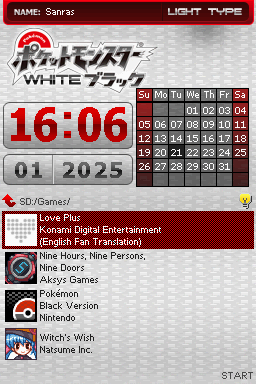 NAME: Sanras
LIGHT TYPE
Pokémon
ポケットモンスター
WHITE ブラック
16:06
01 2025
Su Mo Tu We Th Fr Sa
01 02 03 04
05 06 07 08 09 10 11
12 13 14 15 16 17 18
19 20 21 22 23 24 25
26 27 28 29 30 31
SD:/Games/
Y
Love Plus
Konami Digital Entertainment
(English Fan Translation)
Nine Hours, Nine Persons,
Nine Doors
Aksys Games
Pokémon
Black Version
Nintendo
Witch's Wish
Natsume Inc.
START